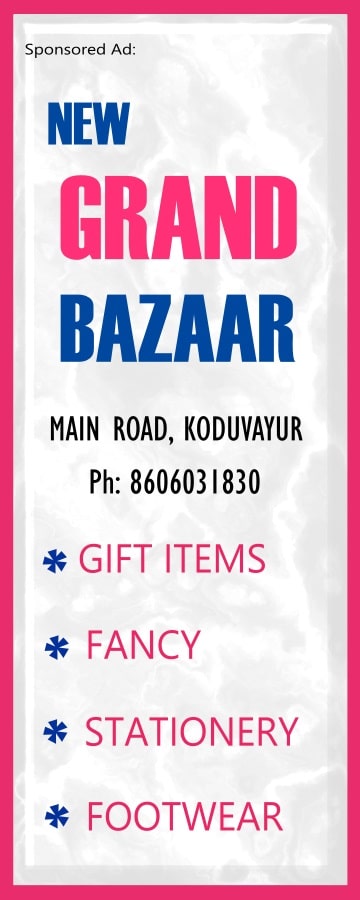 Sponsored Ad:
NEW
GRAND
BAZAAR
MAIN ROAD, KODUVAYUR
Ph: 8606031830
* GIFT ITEMS
* FANCY
* STATIONERY
* FOOTWEAR